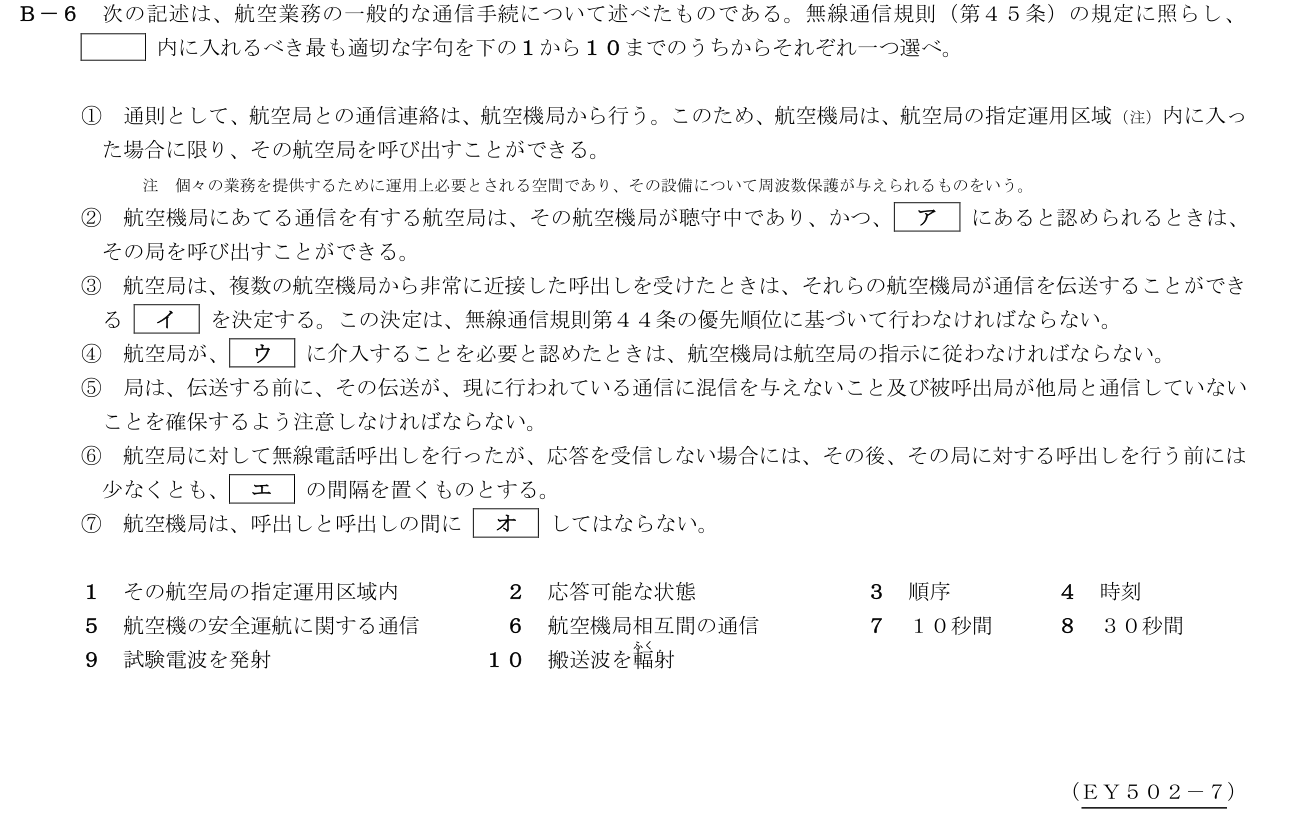 Ｂ－６　次の記述は、航空業務の一般的な通信手続について述べたものである。無線通信規則（第４５条）の規定に照らし、
内に入れるべき最も適切な字句を下の１から１０までのうちからそれぞれ一つ選べ。
①　通則として、航空局との通信連絡は、航空機局から行う。このため、航空機局は、航空局の指定運用区域（注）内に入っ
た場合に限り、その航空局を呼び出すことができる。
注　個々の業務を提供するために運用上必要とされる空間であり、その設備について周波数保護が与えられるものをいう。
②　航空機局にあてる通信を有する航空局は、その航空機局が聴守中であり、かつ、 ア にあると認められるときは、
その局を呼び出すことができる。
③　航空局は、複数の航空機局から非常に近接した呼出しを受けたときは、それらの航空機局が通信を伝送することができ
る イ を決定する。この決定は、無線通信規則第４４条の優先順位に基づいて行わなければならない。
④　航空局が、 ウ に介入することを必要と認めたときは、航空機局は航空局の指示に従わなければならない。
⑤　局は、伝送する前に、その伝送が、現に行われている通信に混信を与えないこと及び被呼出局が他局と通信していない
ことを確保するよう注意しなければならない。
⑥　航空局に対して無線電話呼出しを行ったが、応答を受信しない場合には、その後、その局に対する呼出しを行う前には
少なくとも、 エ の間隔を置くものとする。
⑦　航空機局は、呼出しと呼出しの間に オ してはならない。
１　その航空局の指定運用区域内　２　応答可能な状態　３　順序　４　時刻
５　航空機の安全運航に関する通信　６　航空機局相互間の通信　７　１０秒間　８　３０秒間
９　試験電波を発射　１０　搬送波を輻（ふく）射
（ＥＹ５０２－７）